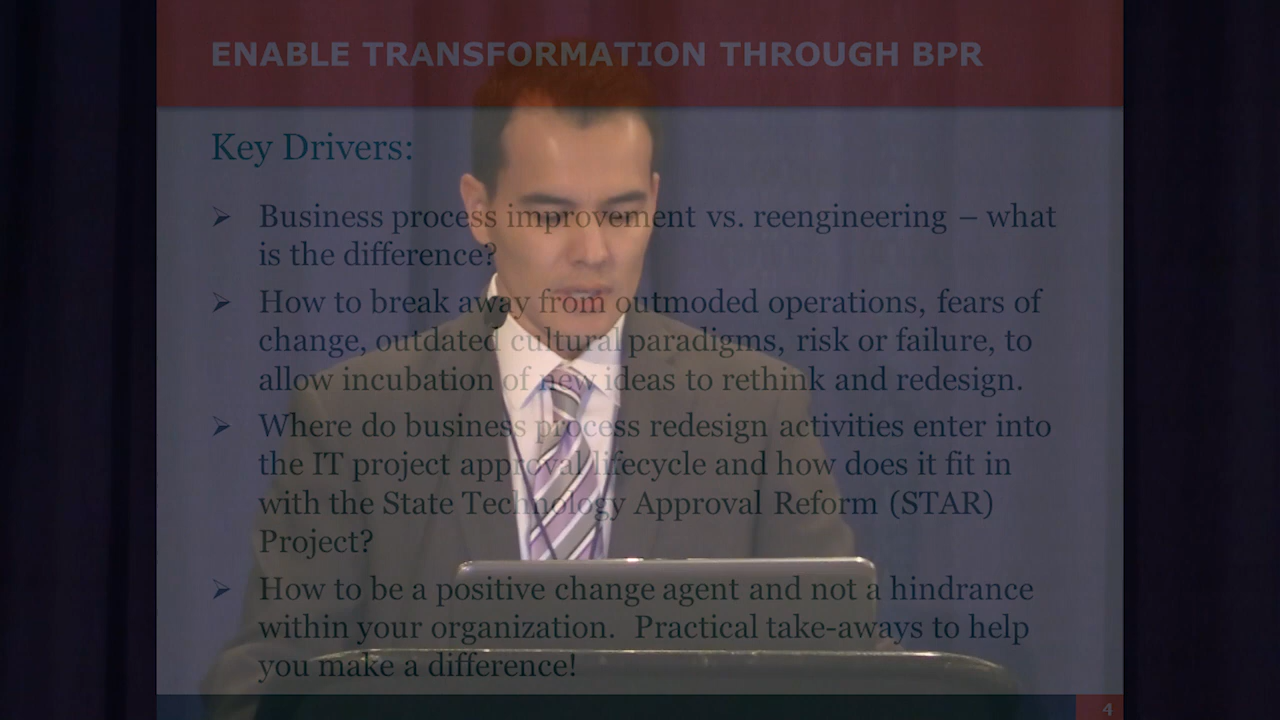 ENABLE TRANSFORMATION THROUGH BPR
Key Drivers:
➢ Business process improvement vs. reengineering – what
is the difference?
➢ How to break away from outmoded operations, fears of
change, outdated cultural paradigms, risk or failure, to
allow incubation of new ideas to rethink and redesign.
➢ Where do business process redesign activities enter into
the IT project approval lifecycle and how does it fit in
with the State Technology Approval Reform (STAR)
Project?
➢ How to be a positive change agent and not a hindrance
within your organization.  Practical take-aways to help
you make a difference!
4